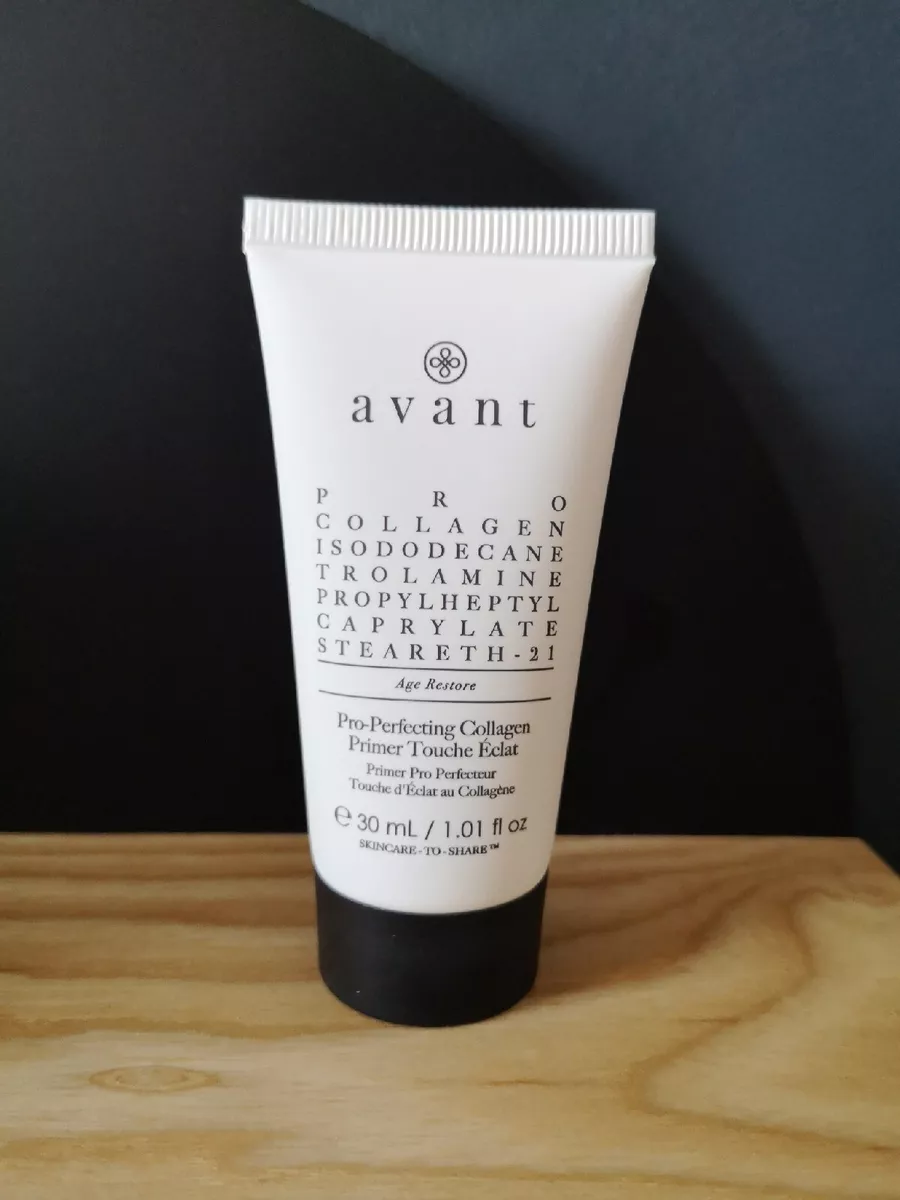 avant
PRO
COLLAGEN
ISODODECANE
TROLAMINE
PROPYLHEPTYL
CAPRYLATE
STEARETH-21
Age Restore
Pro-Perfecting Collagen
Primer Touche Éclat
Primer Pro Perfecteur
Touche d'Éclat au Collagène
℮ 30 mL / 1.01 fl oz
SKINCARE-TO-SHARE™